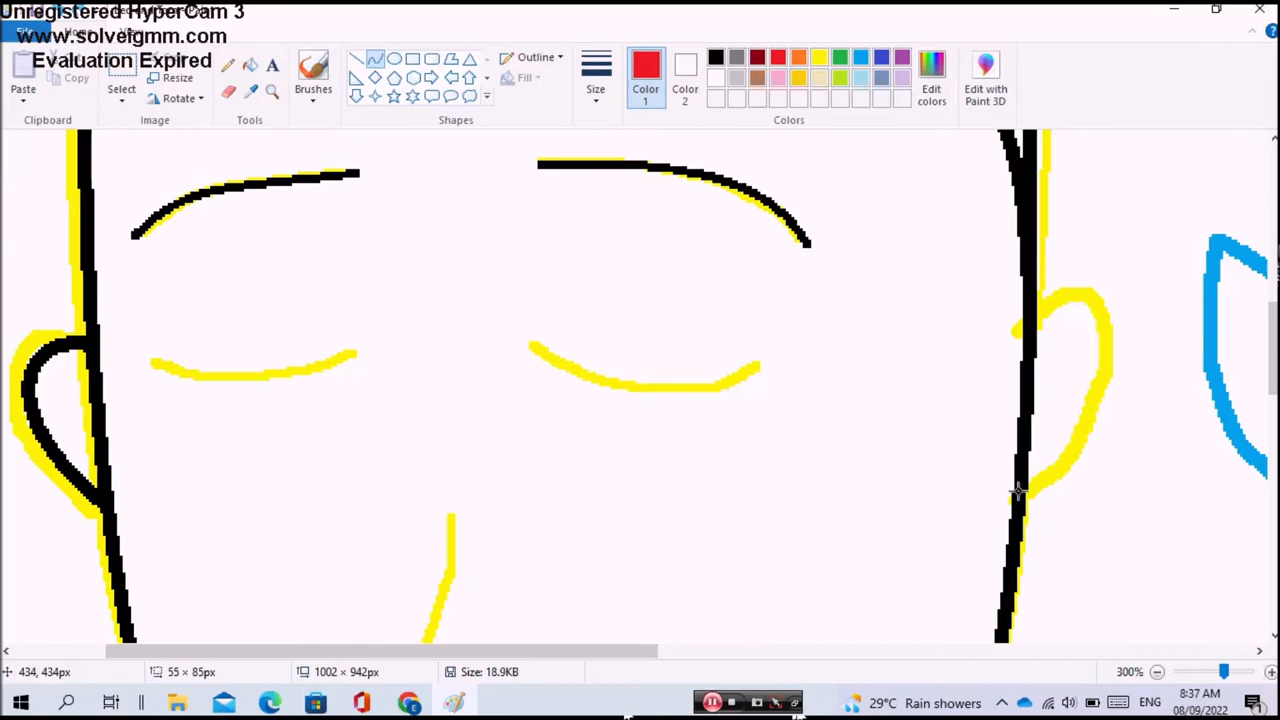 Unregistered HyperCam 3
www.solveigmm.com
Evaluation Expired
File
Paste
Copy
Clipboard
Select
Resize
Rotate
Image
A
Tools
Brushes
Outline
Fill
Shapes
Size
Color 1
Color 2
Edit colors
Edit with Paint 3D
Colors
434, 434px
55 × 85px
1002 × 942px
Size: 18.9KB
300%
29°C Rain showers
ENG
8:37 AM
08/09/2022